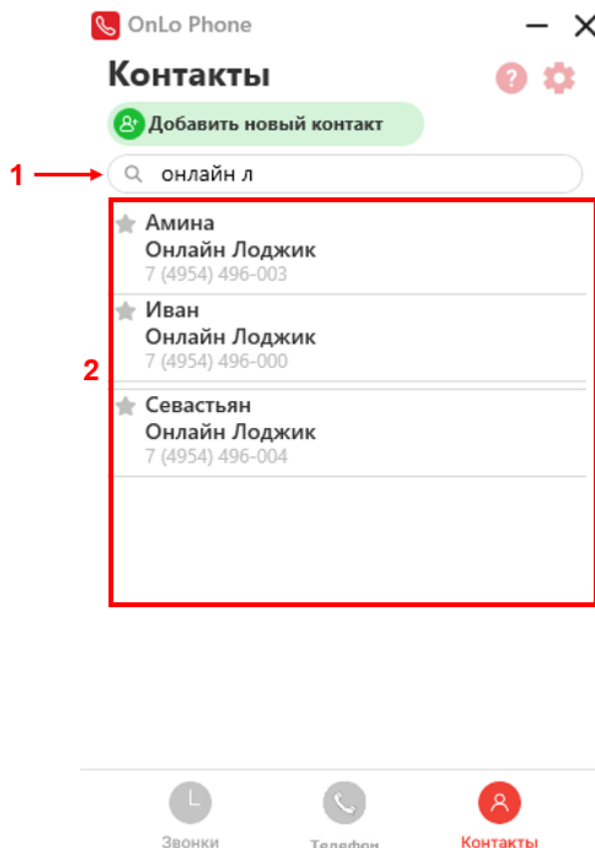 OnLo Phone
Контакты
Добавить новый контакт
1
онлайн л
Амина
Онлайн Лоджик
7 (4954) 496-003
Иван
Онлайн Лоджик
7 (4954) 496-000
2
Севастьян
Онлайн Лоджик
7 (4954) 496-004
Звонки
Телефон
Контакты